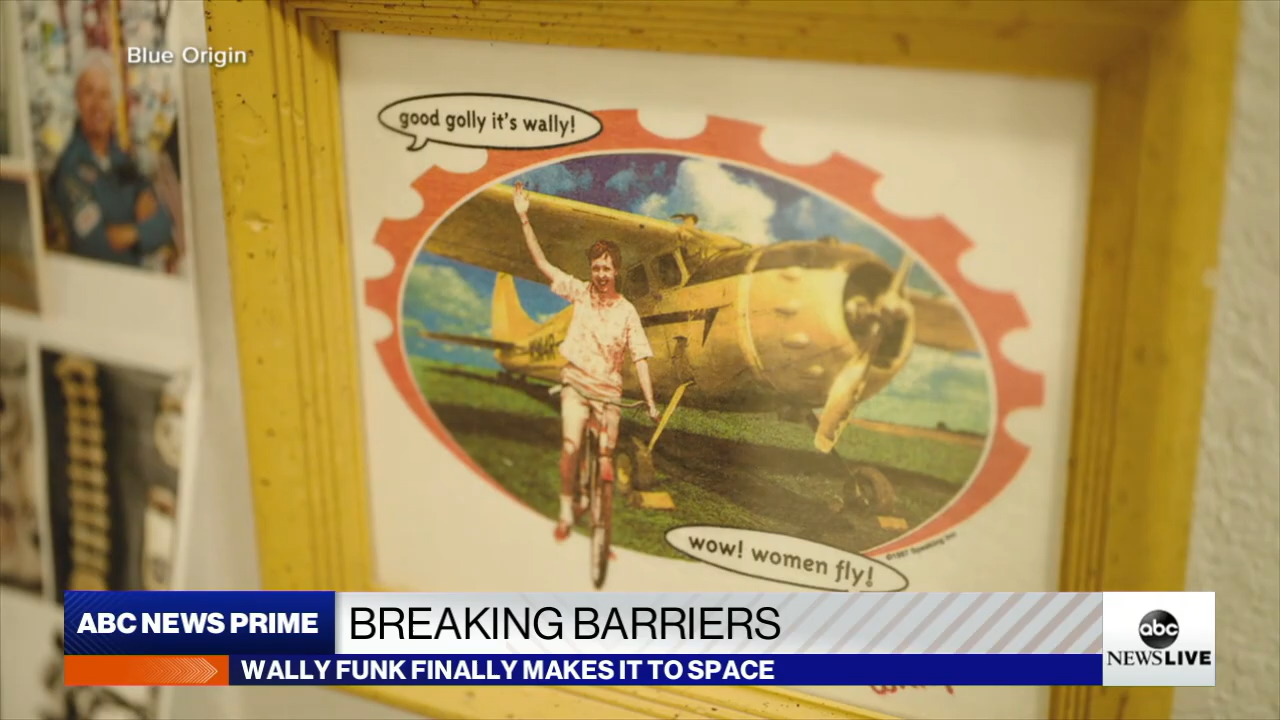 Blue Origin
good golly it's wally!
wow! women fly!
ABC NEWS PRIME
BREAKING BARRIERS
WALLY FUNK FINALLY MAKES IT TO SPACE
abc
NEWSLIVE